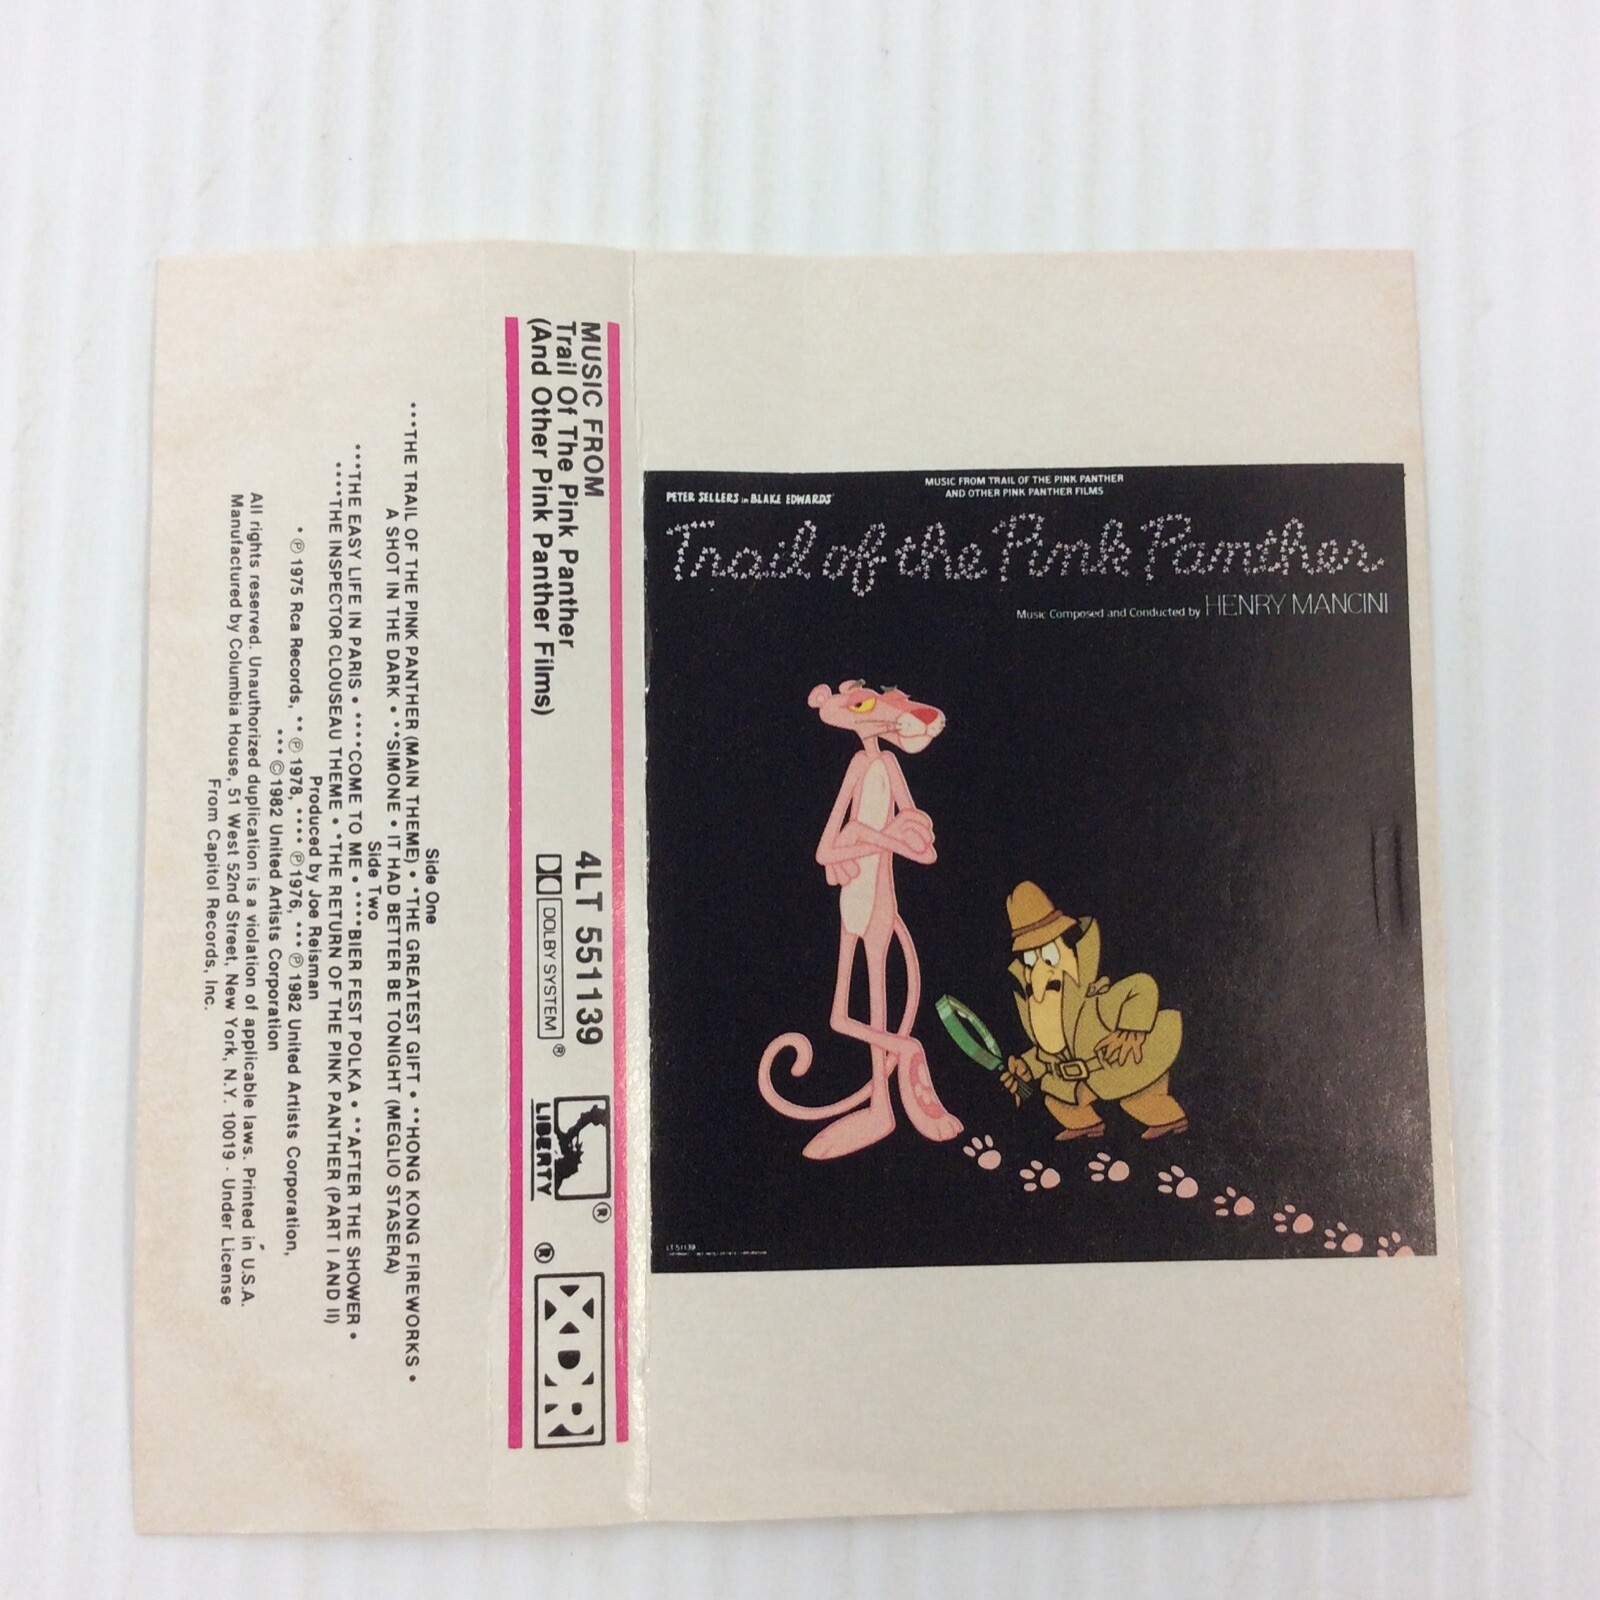 PETER SELLERS in BLAKE EDWARDS'
MUSIC FROM TRAIL OF THE PINK PANTHER
AND OTHER PINK PANTHER FILMS
Trail of the Pink Panther
Music Composed and Conducted by HENRY MANCINI
LT 51139
MUSIC FROM
Trail Of The Pink Panther
(And Other Pink Panther Films)
4LT 551139
DOLBY SYSTEM ®
LIBERTY ®
® XDR
Side One
***THE TRAIL OF THE PINK PANTHER (MAIN THEME) • *THE GREATEST GIFT • **HONG KONG FIREWORKS •
A SHOT IN THE DARK • **SIMONE • IT HAD BETTER BE TONIGHT (MEGLIO STASERA)
Side Two
***THE EASY LIFE IN PARIS • ****COME TO ME • ****BIER FEST POLKA • **AFTER THE SHOWER •
****THE INSPECTOR CLOUSEAU THEME • *THE RETURN OF THE PINK PANTHER (PART I AND II)
Produced by Joe Reisman
* ℗ 1975 Rca Records, ** ℗ 1978, **** ℗ 1976, *** ℗ 1982 United Artists Corporation,
*** © 1982 United Artists Corporation
All rights reserved. Unauthorized duplication is a violation of applicable laws. Printed in U.S.A.
Manufactured by Columbia House, 51 West 52nd Street, New York, N.Y. 10019 · Under License
From Capitol Records, Inc.